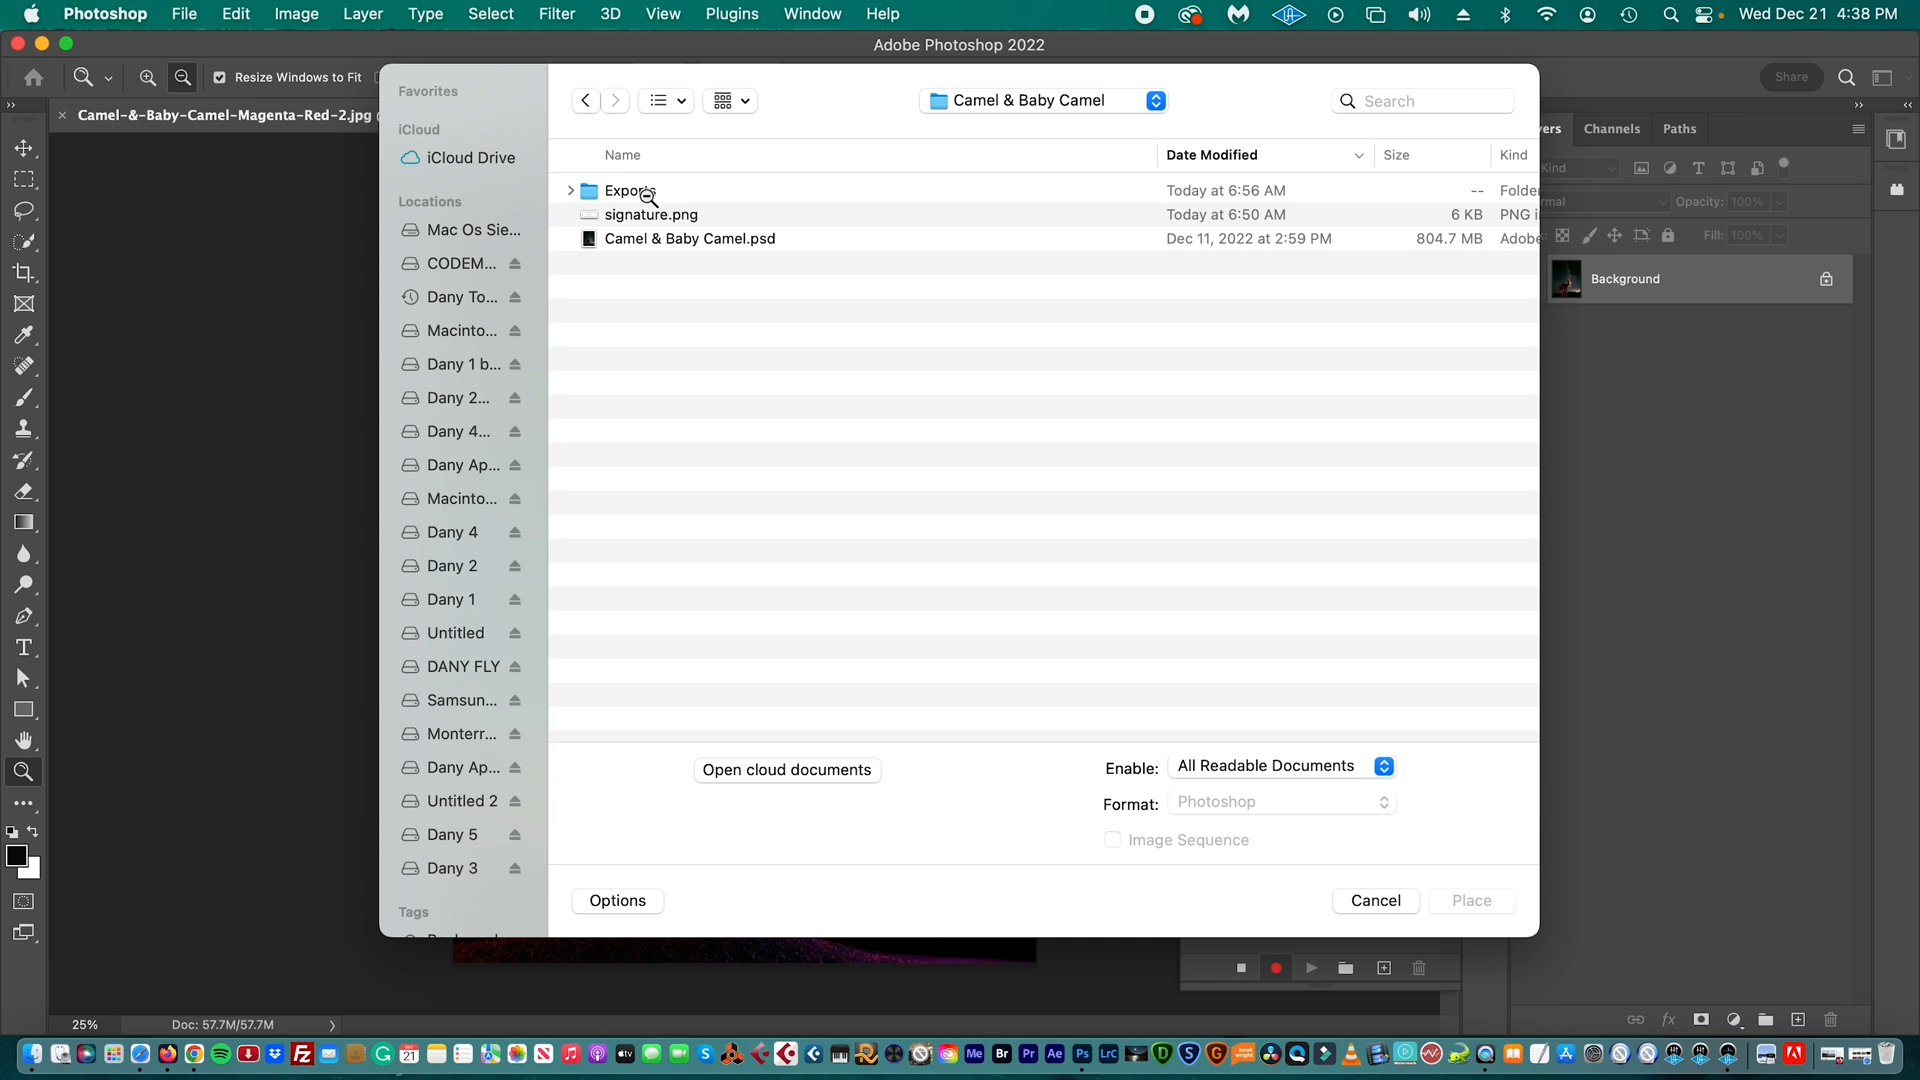 Photoshop File Edit Image Layer Type Select Filter 3D View Plugins Window Help Wed Dec 21 4:38 PM
Adobe Photoshop 2022
Resize Windows to Fit Share
Camel-&-Baby-Camel-Magenta-Red-2.jpg
Favorites
iCloud
iCloud Drive
Locations
Mac Os Sie...
CODEM...
Dany To...
Macinto...
Dany 1 b...
Dany 2...
Dany 4...
Dany Ap...
Macinto...
Dany 4
Dany 2
Dany 1
Untitled
DANY FLY
Samsun...
Monterr...
Dany Ap...
Untitled 2
Dany 5
Dany 3
Tags
Camel & Baby Camel Search
Name Date Modified Size Kind
Exports Today at 6:56 AM -- Folder
signature.png Today at 6:50 AM 6 KB PNG i
Camel & Baby Camel.psd Dec 11, 2022 at 2:59 PM 804.7 MB Adobe
Open cloud documents
Enable: All Readable Documents
Format: Photoshop
Image Sequence
Options Cancel Place
yers Channels Paths
Kind
rmal Opacity: 100%
Fill: 100%
Background
25% Doc: 57.7M/57.7M